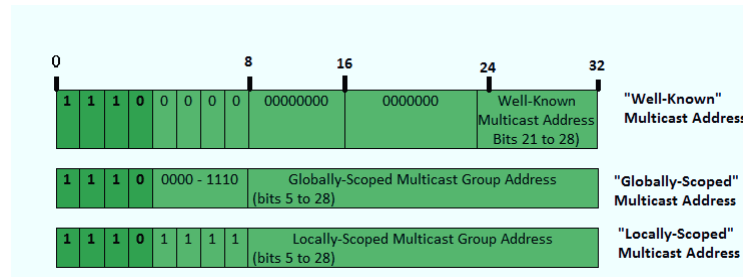 0 8 16 24 32
1 1 1 0 0 0 0 0 00000000 0000000 Well-Known
Multicast Address
Bits 21 to 28)
"Well-Known"
Multicast Address
1 1 1 0 0000 - 1110 Globally-Scoped Multicast Group Address
(bits 5 to 28)
"Globally-Scoped"
Multicast Address
1 1 1 0 1 1 1 1 Locally-Scoped Multicast Group Address
(bits 5 to 28)
"Locally-Scoped"
Multicast Address